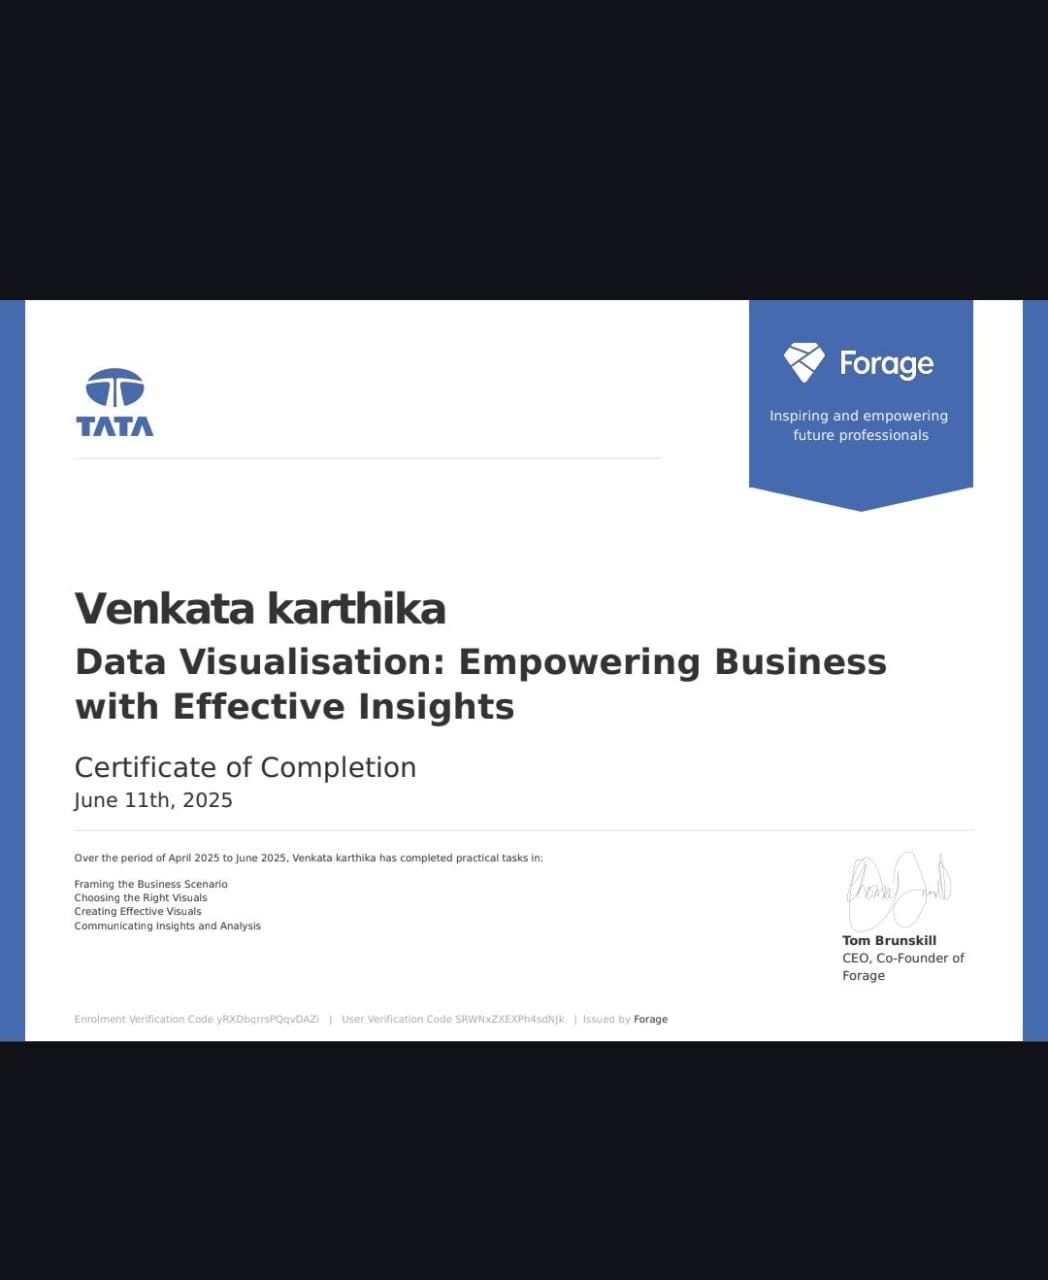 TATA
Forage
Inspiring and empowering
future professionals
Venkata karthika
Data Visualisation: Empowering Business
with Effective Insights
Certificate of Completion
June 11th, 2025
Over the period of April 2025 to June 2025, Venkata karthika has completed practical tasks in:
Framing the Business Scenario
Choosing the Right Visuals
Creating Effective Visuals
Communicating Insights and Analysis
Tom Brunskill
CEO, Co-Founder of
Forage
Enrolment Verification Code yRXDbqrrsPQqvDAZi | User Verification Code SRWNxZXEXPh4sdNJk | Issued by Forage